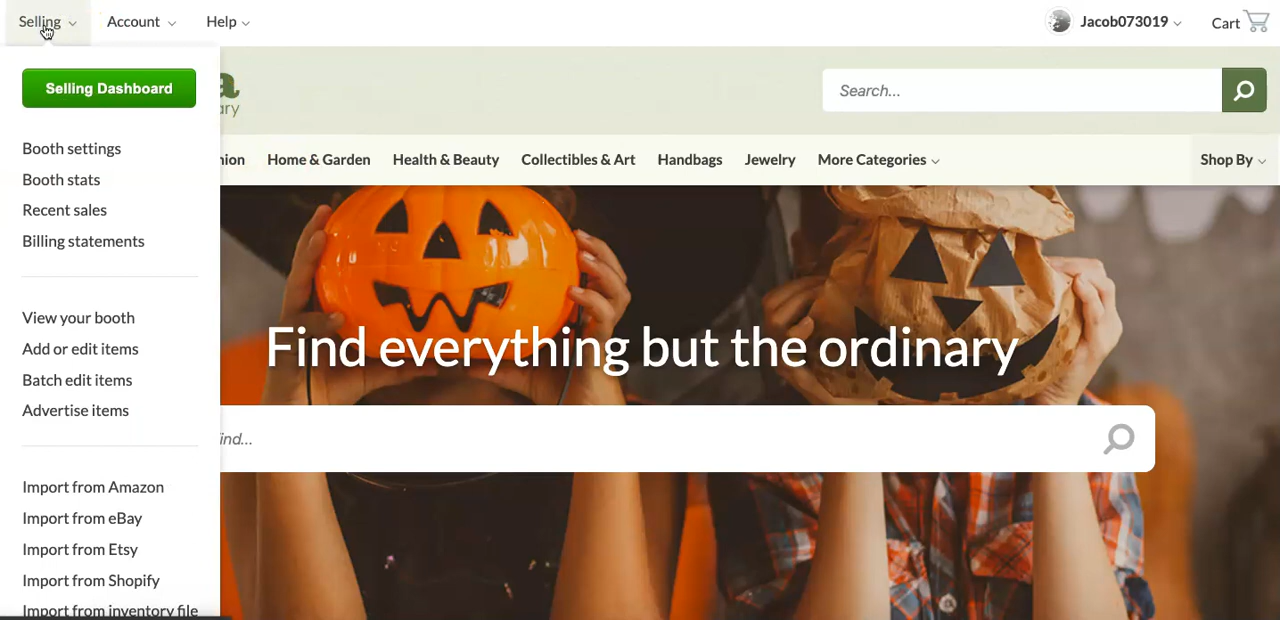 Selling
Account
Help
Jacob073019
Cart
Selling Dashboard
Search...
Booth settings
Home & Garden
Health & Beauty
Collectibles & Art
Handbags
Jewelry
More Categories
Shop By
Booth stats
Recent sales
Billing statements
View your booth
Find everything but the ordinary
Add or edit items
Batch edit items
Advertise items
Import from Amazon
Import from eBay
Import from Etsy
Import from Shopify
Import from inventory file